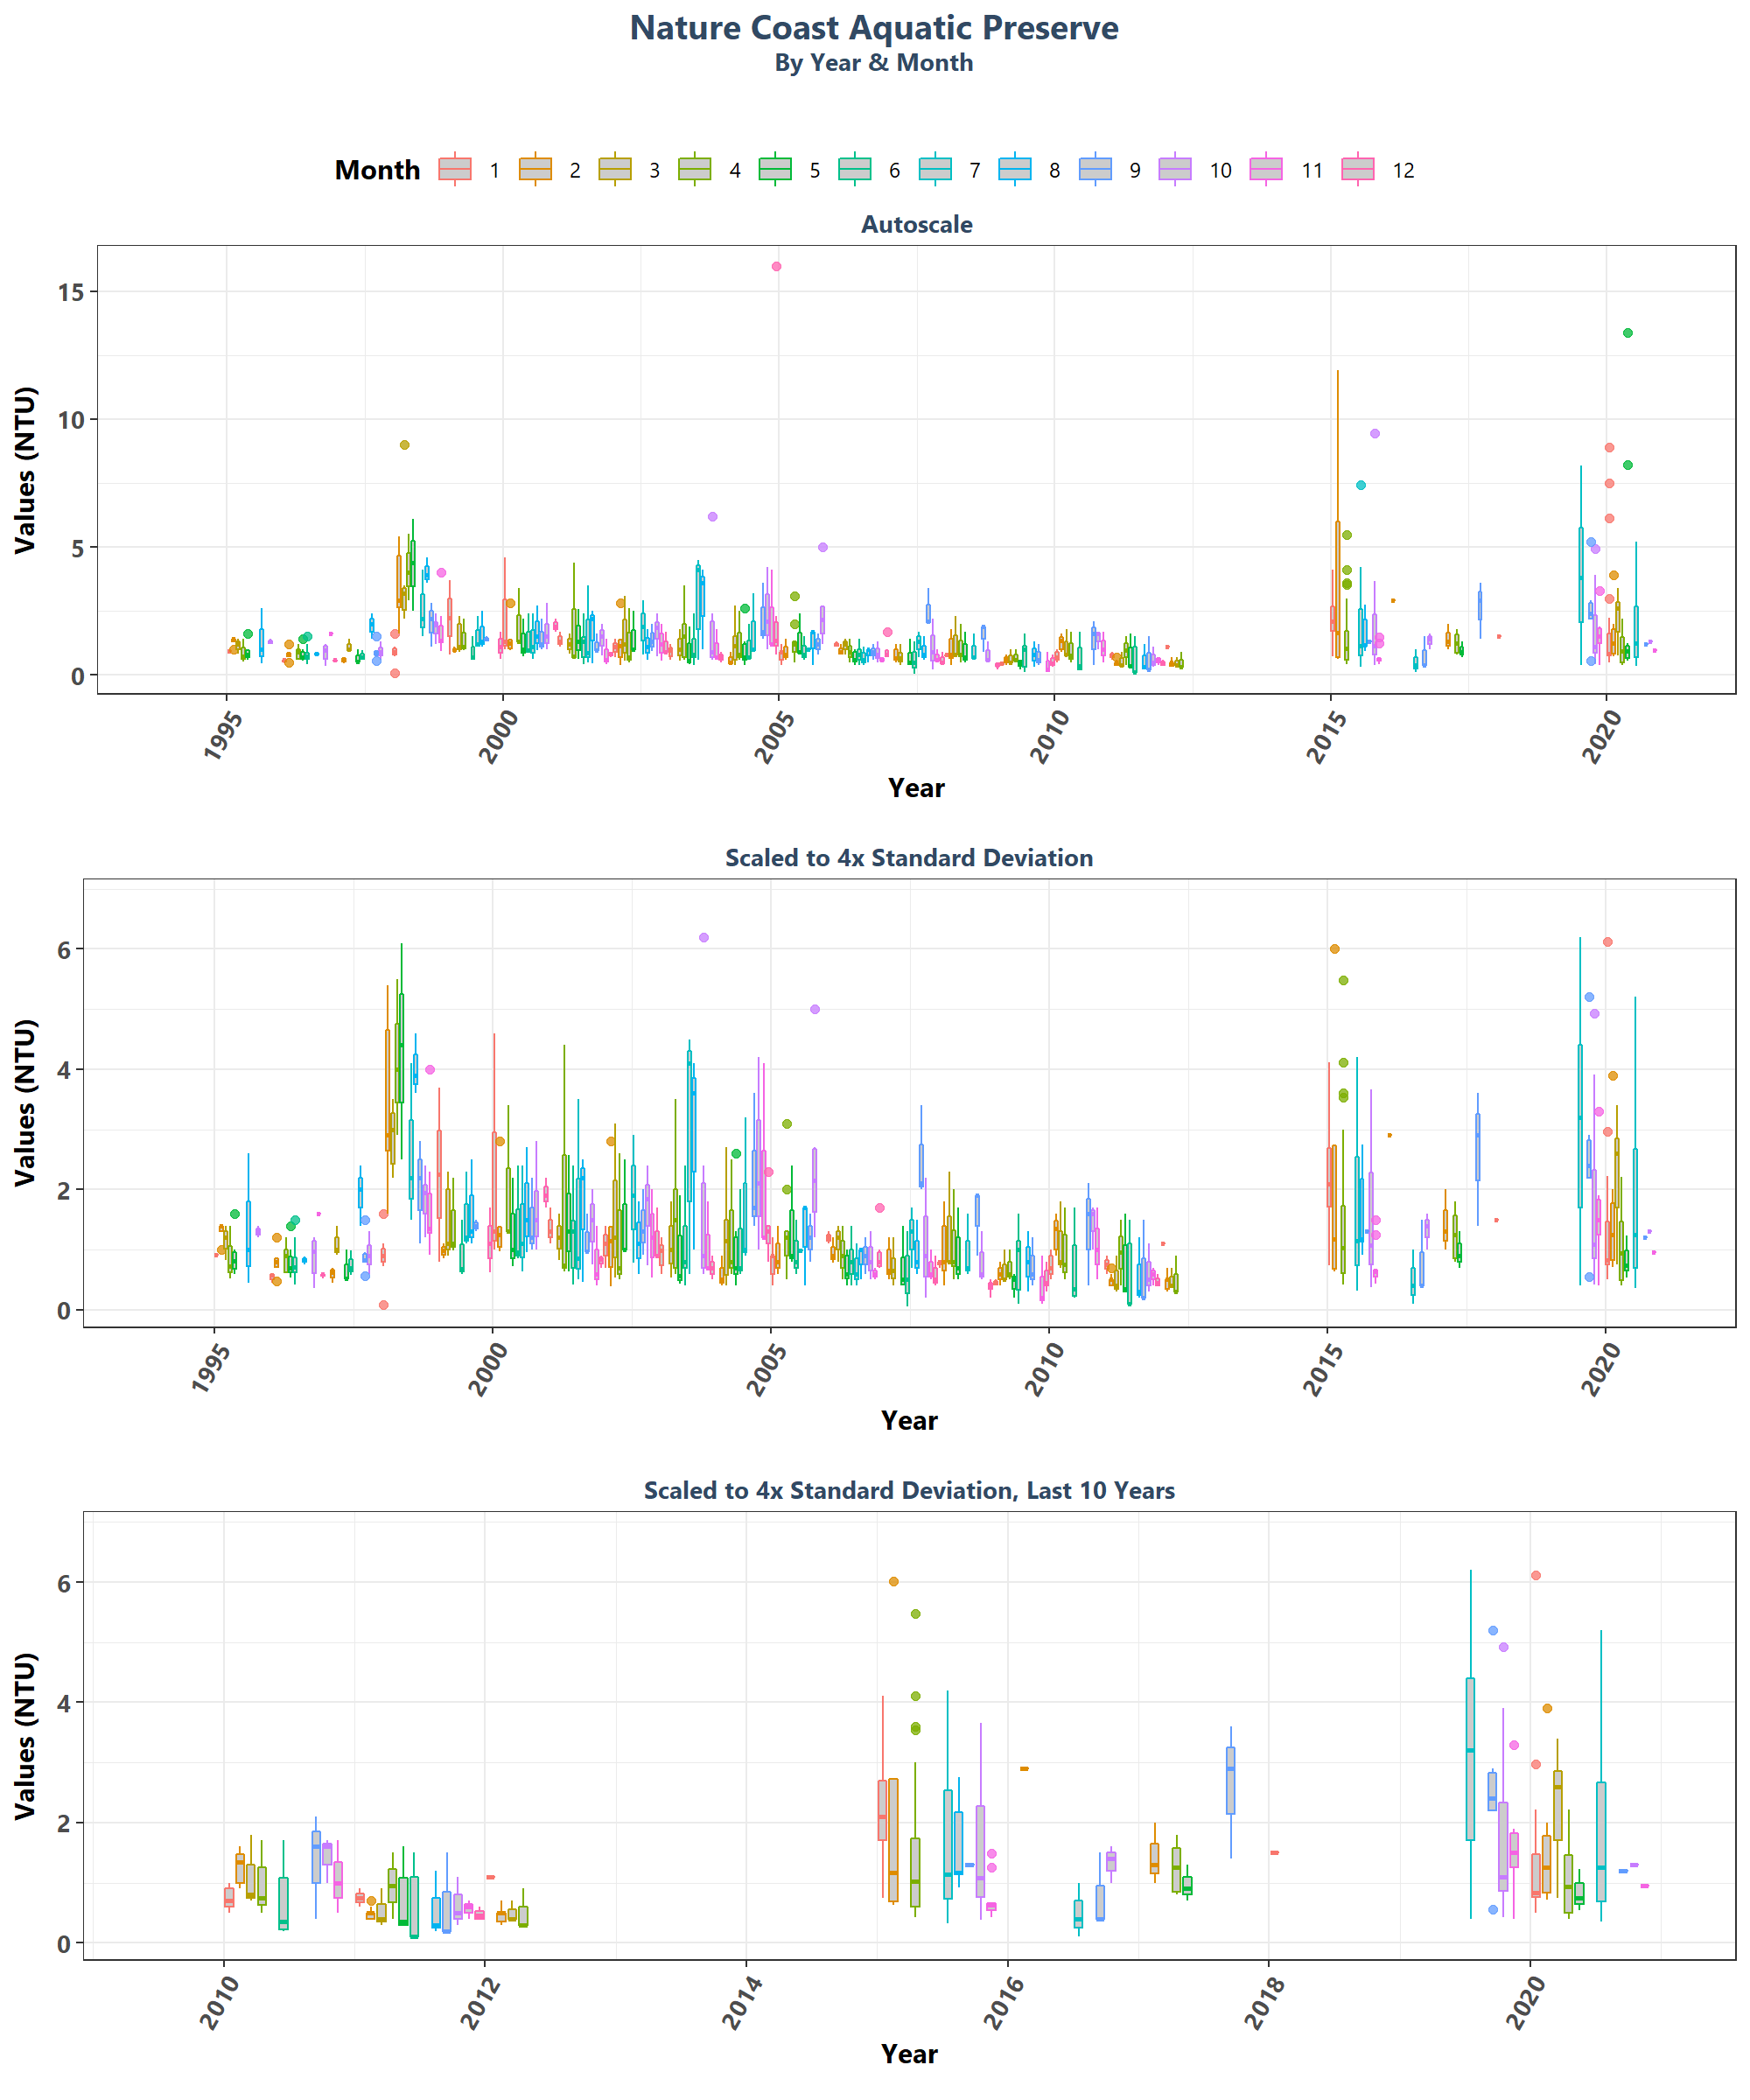 Nature Coast Aquatic Preserve
By Year & Month
Month 1 2 3 4 5 6 7 8 9 10 11 12
Autoscale
Values (NTU)
15
10
5
0
1995 2000 2005 2010 2015 2020
Year
Scaled to 4x Standard Deviation
Values (NTU)
6
4
2
0
1995 2000 2005 2010 2015 2020
Year
Scaled to 4x Standard Deviation, Last 10 Years
Values (NTU)
6
4
2
0
2010 2012 2014 2016 2018 2020
Year